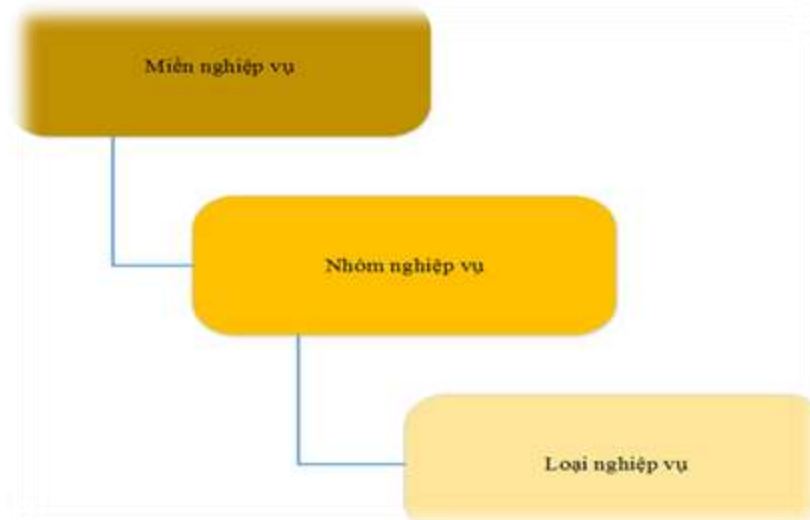 Miền nghiệp vụ
Nhóm nghiệp vụ
Loại nghiệp vụ